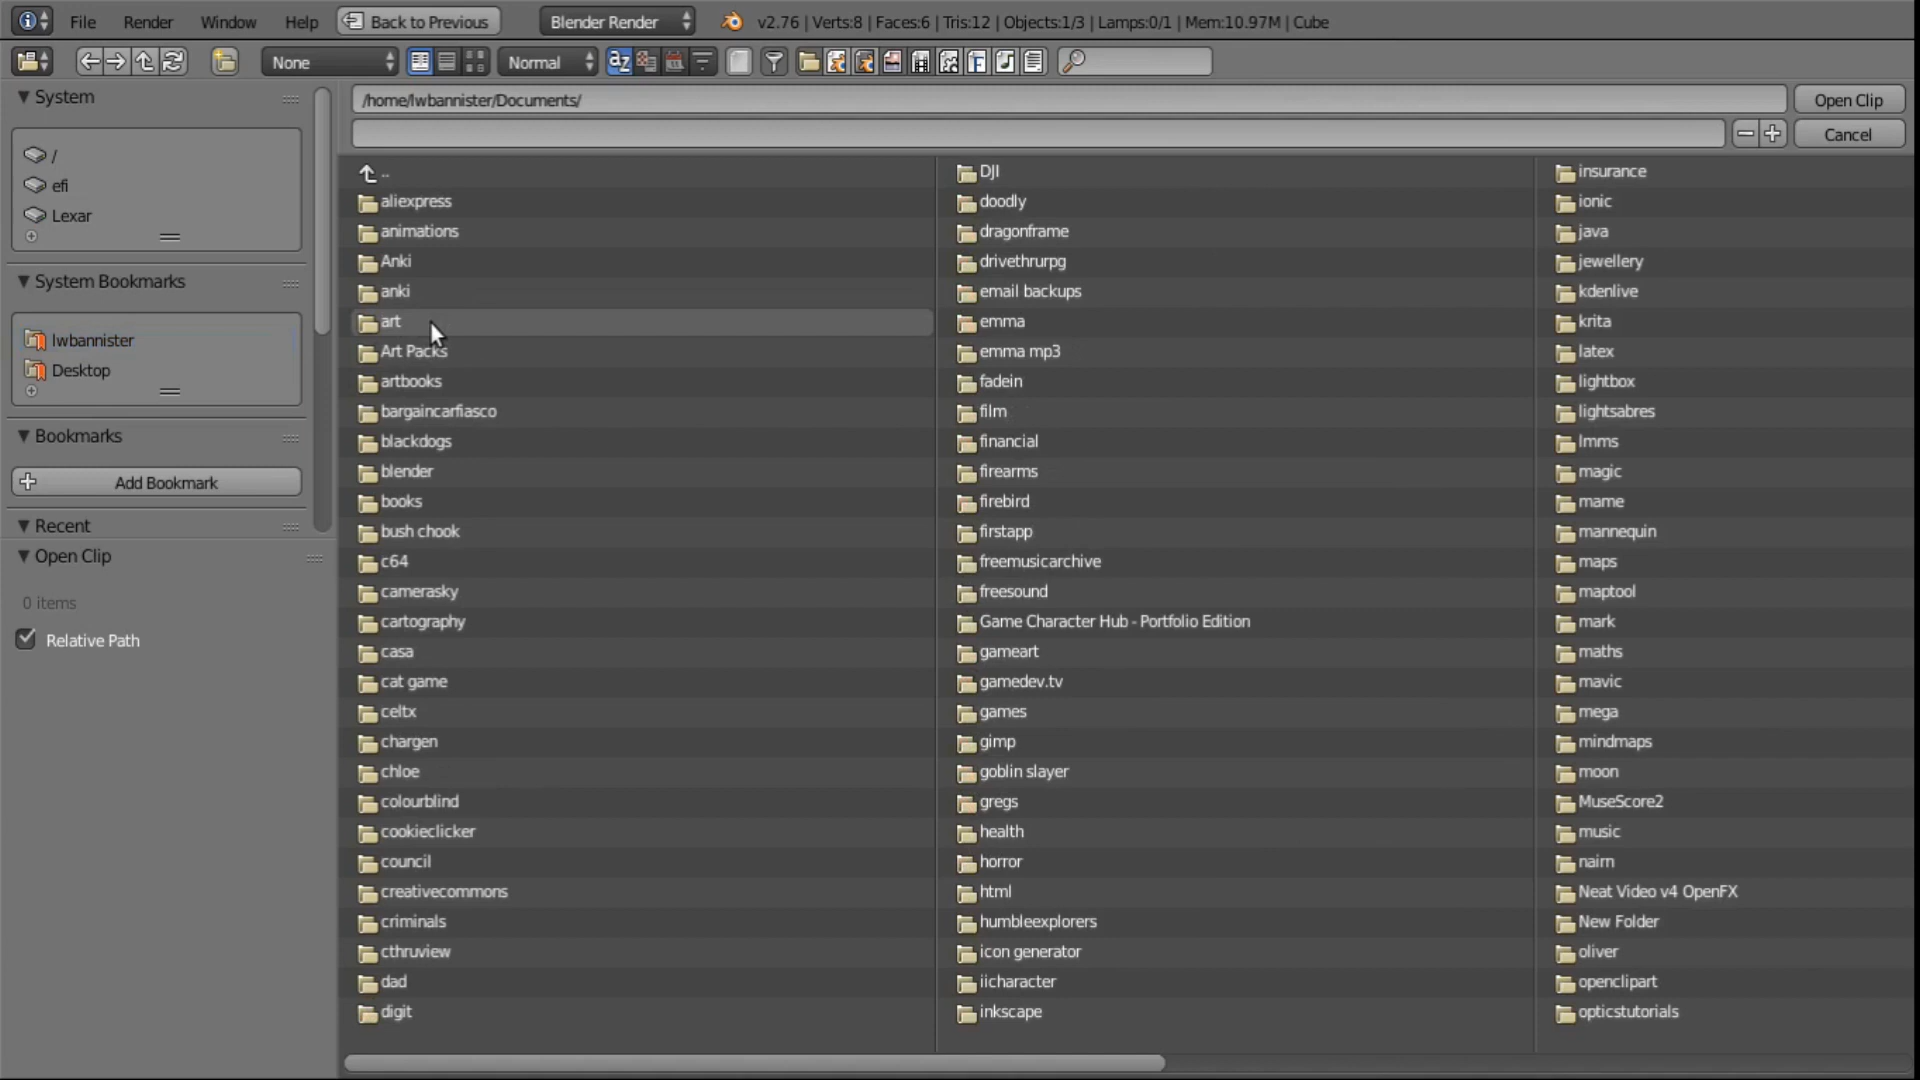 File Render Window Help Back to Previous Blender Render v2.76 | Verts:8 | Faces:6 | Tris:12 | Objects:1/3 | Lamps:0/1 | Mem:10.97M | Cube
None Normal
System
/
efi
Lexar
System Bookmarks
lwbannister
Desktop
Bookmarks
Add Bookmark
Recent
Open Clip
0 items
Relative Path
/home/lwbannister/Documents/ Open Clip
Cancel
..
aliexpress
animations
Anki
anki
art
Art Packs
artbooks
bargaincarfiasco
blackdogs
blender
books
bush chook
c64
camerasky
cartography
casa
cat game
celtx
chargen
chloe
colourblind
cookieclicker
council
creativecommons
criminals
cthruview
dad
digit
DJI
doodly
dragonframe
drivethrurpg
email backups
emma
emma mp3
fadein
film
financial
firearms
firebird
firstapp
freemusicarchive
freesound
Game Character Hub - Portfolio Edition
gameart
gamedev.tv
games
gimp
goblin slayer
gregs
health
horror
html
humbleexplorers
icon generator
iicharacter
inkscape
insurance
ionic
java
jewellery
kdenlive
krita
latex
lightbox
lightsabres
lmms
magic
mame
mannequin
maps
maptool
mark
maths
mavic
mega
mindmaps
moon
MuseScore2
music
nairn
Neat Video v4 OpenFX
New Folder
oliver
openclipart
opticstutorials